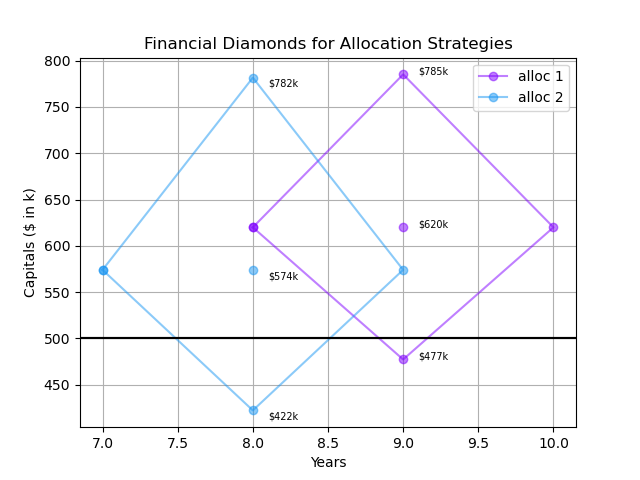 Financial Diamonds for Allocation Strategies
800
750
700
650
600
550
500
450
Capitals ($ in k)
$782k
$785k
$620k
$574k
$477k
$422k
alloc 1
alloc 2
7.0 7.5 8.0 8.5 9.0 9.5 10.0
Years